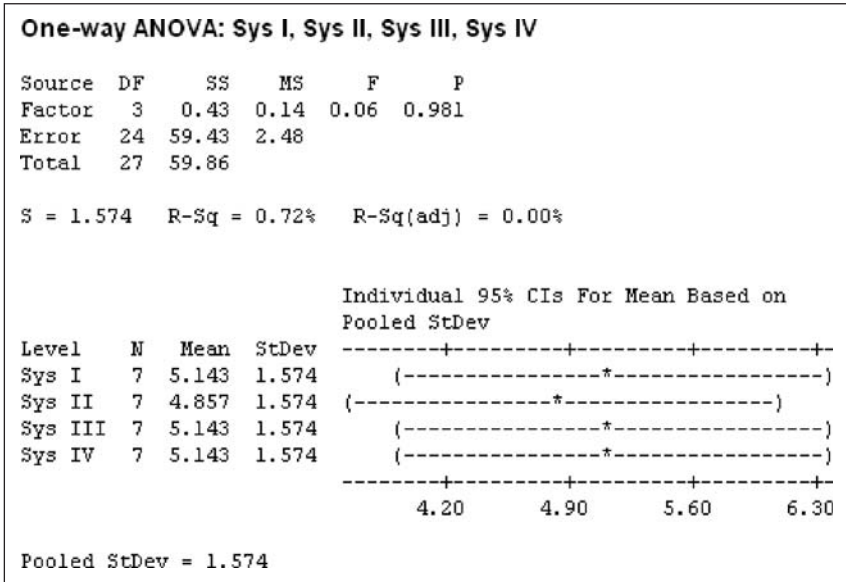 One-way ANOVA: Sys I, Sys II, Sys III, Sys IV
Source  DF     SS    MS     F      P
Factor   3   0.43  0.14  0.06  0.981
Error   24  59.43  2.48
Total   27  59.86
S = 1.574   R-Sq = 0.72%   R-Sq(adj) = 0.00%
Individual 95% CIs For Mean Based on
Pooled StDev
Level    N   Mean  StDev  --------+---------+---------+---------+-
Sys I    7  5.143  1.574      (----------------*-----------------)
Sys II   7  4.857  1.574  (----------------*-----------------)
Sys III  7  5.143  1.574      (----------------*-----------------)
Sys IV   7  5.143  1.574      (----------------*-----------------)
--------+---------+---------+---------+-
4.20      4.90      5.60      6.30
Pooled StDev = 1.574